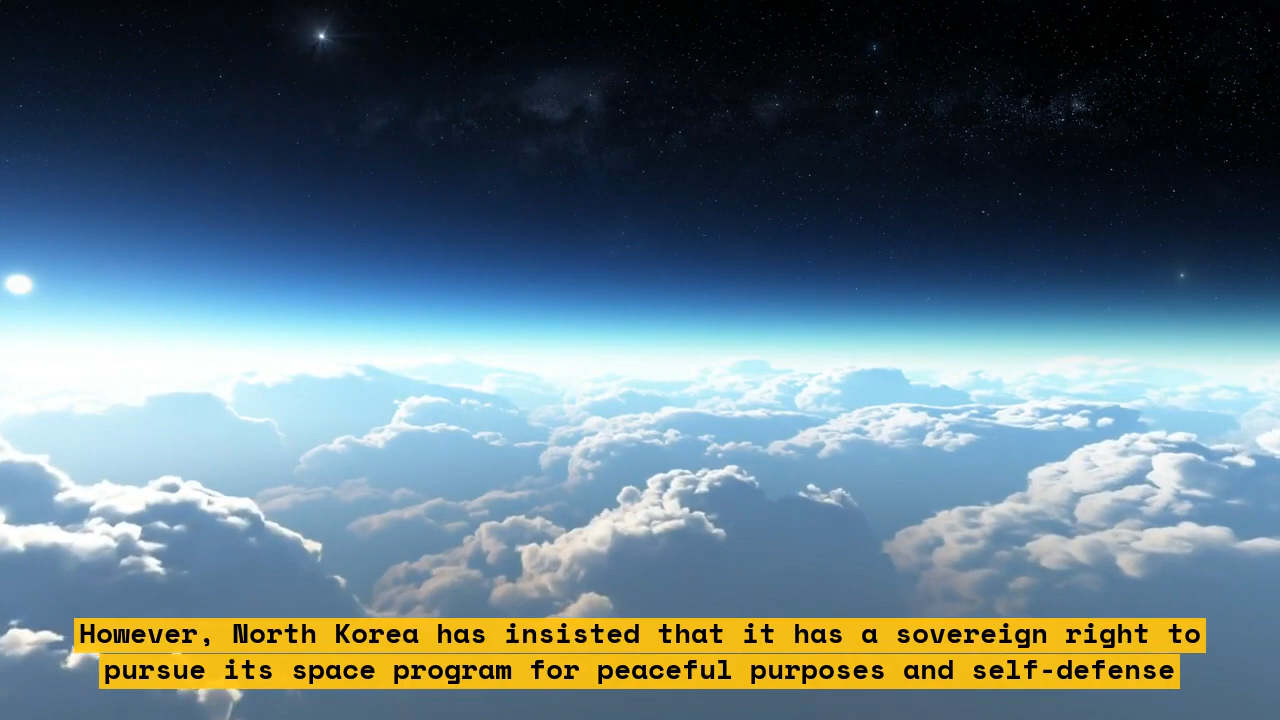 However, North Korea has insisted that it has a sovereign right to
pursue its space program for peaceful purposes and self-defense